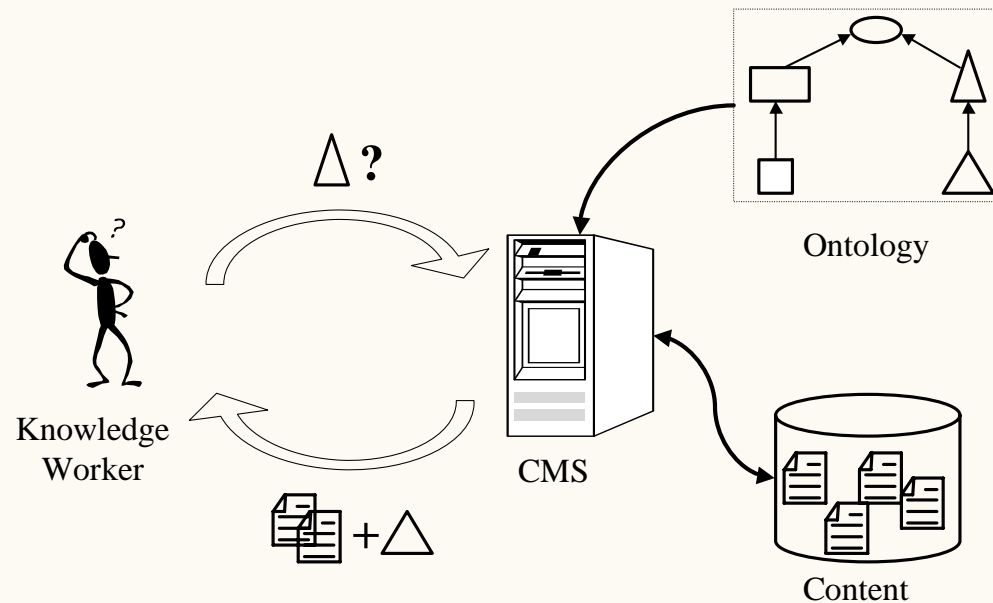 ?
?
Ontology
Knowledge
Worker
CMS
+
Content